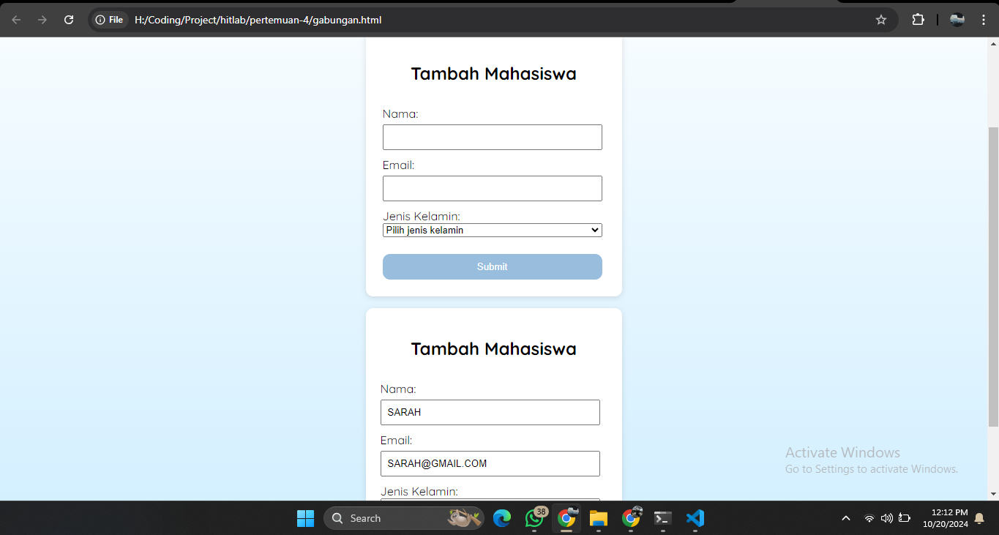 File H:/Coding/Project/hitlab/pertemuan-4/gabungan.html
Tambah Mahasiswa
Nama:
Email:
Jenis Kelamin:
Pilih jenis kelamin
Submit
Tambah Mahasiswa
Nama:
SARAH
Email:
SARAH@GMAIL.COM
Jenis Kelamin:
Activate Windows
Go to Settings to activate Windows.
Search
38
12:12 PM
10/20/2024